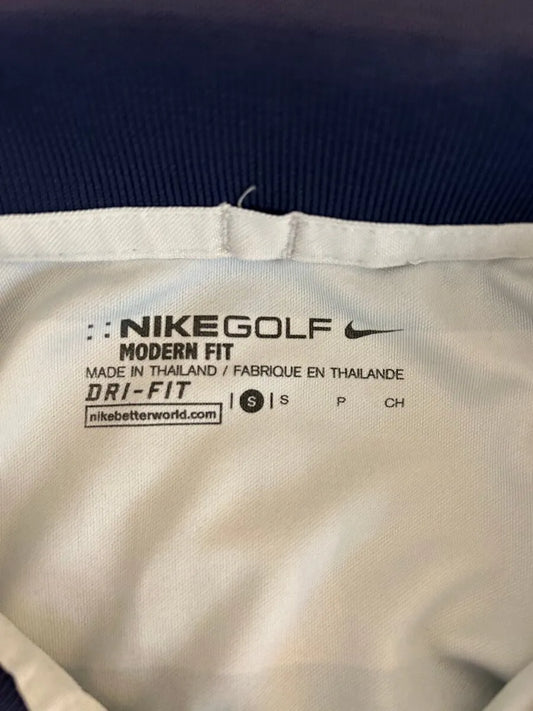 ::NIKEGOLF
MODERN FIT
MADE IN THAILAND / FABRIQUE EN THAILANDE
DRI-FIT
nikebetterworld.com | S | S P CH